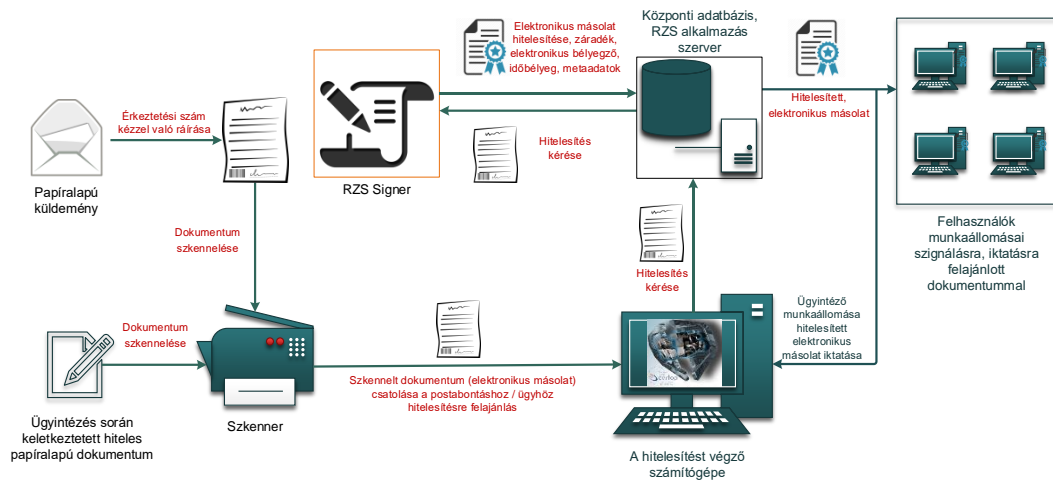 Érkeztetési szám
kézzel való ráírása
Papíralapú
küldemény
RZS Signer
Elektronikus másolat
hitelesítése, záradék,
elektronikus bélyegző,
időbélyeg, metaadatok
Hitelesítés
kérése
Központi adatbázis,
RZS alkalmazás
szerver
Hitelesített,
elektronikus másolat
Felhasználók
munkaállomásai
szignálásra, iktatásra
felajánlott
dokumentummal
Dokumentum
szkennelése
Hitelesítés
kérése
Dokumentum
szkennelése
Ügyintézés során
keletkeztetett hiteles
papíralapú dokumentum
Szkenner
Szkennelt dokumentum (elektronikus másolat)
csatolása a postabontáshoz / ügyhöz
hitelesítésre felajánlás
Ügyintéző
munkaállomása
hitelesített
elektronikus
másolat iktatása
A hitelesítést végző
számítógépe